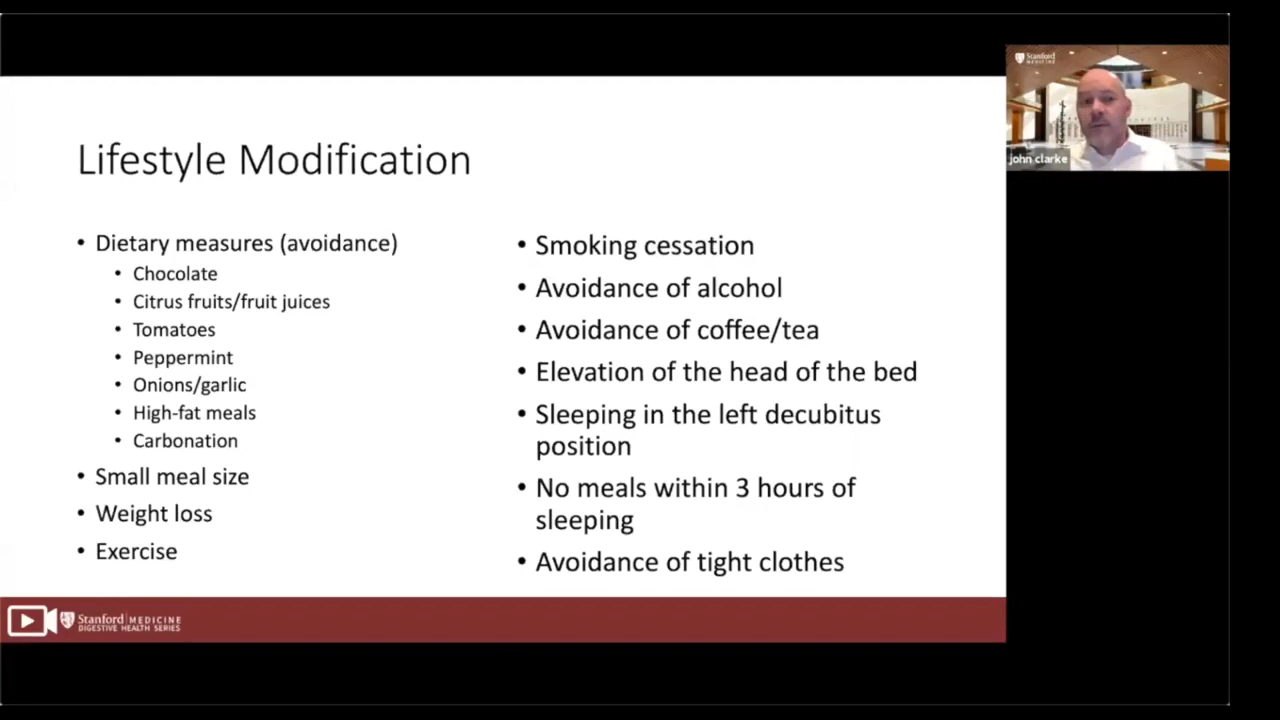 Lifestyle Modification
• Dietary measures (avoidance)
• Chocolate
• Citrus fruits/fruit juices
• Tomatoes
• Peppermint
• Onions/garlic
• High-fat meals
• Carbonation
• Small meal size
• Weight loss
• Exercise
• Smoking cessation
• Avoidance of alcohol
• Avoidance of coffee/tea
• Elevation of the head of the bed
• Sleeping in the left decubitus
position
• No meals within 3 hours of
sleeping
• Avoidance of tight clothes
Stanford MEDICINE
DIGESTIVE HEALTH SERIES
Stanford
MEDICINE
john clarke